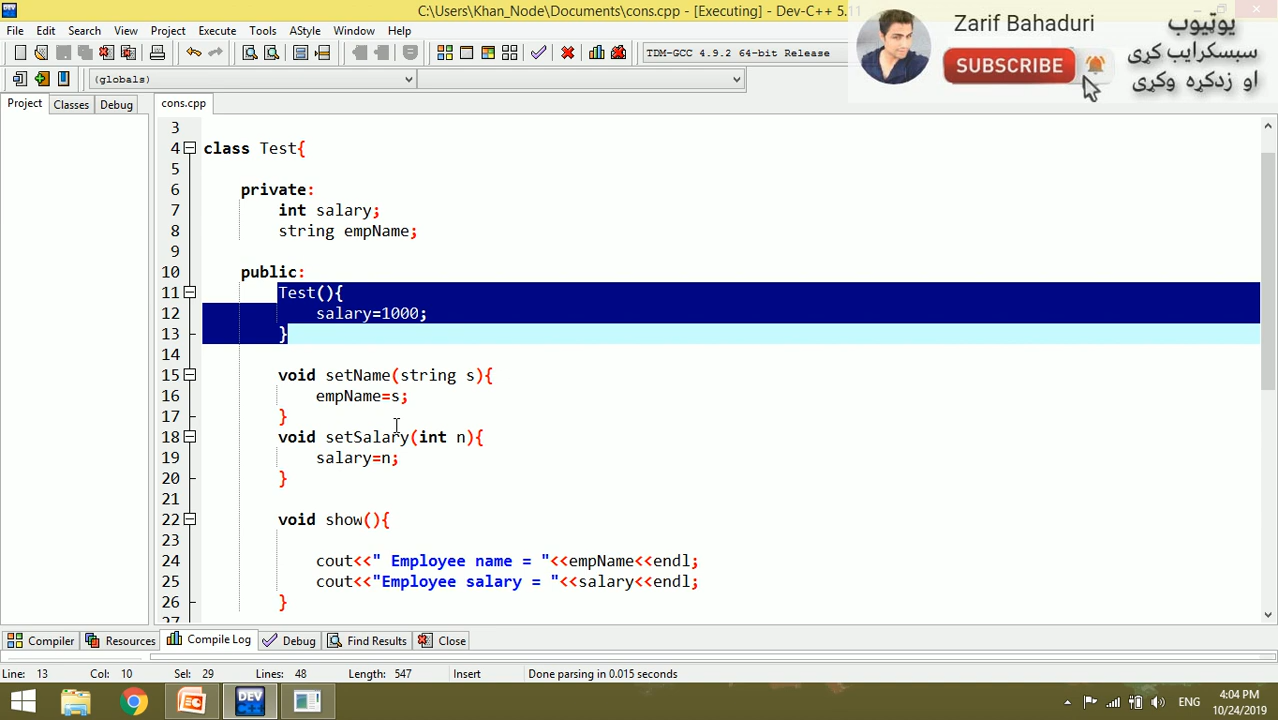 C:\Users\Khan_Node\Documents\cons.cpp - [Executing] - Dev-C++ 5.11
File Edit Search View Project Execute Tools AStyle Window Help
TDM-GCC 4.9.2 64-bit Release
(globals)
Project Classes Debug
cons.cpp
Zarif Bahaduri
SUBSCRIBE
یوټیوب
سبسکرایب کړی
او زدکړه وکړی
3
4 class Test{
5
6 private:
7 int salary;
8 string empName;
9
10 public:
11 Test(){
12 salary=1000;
13 }
14
15 void setName(string s){
16 empName=s;
17 }
18 void setSalary(int n){
19 salary=n;
20 }
21
22 void show(){
23
24 cout<<" Employee name = "<<empName<<endl;
25 cout<<"Employee salary = "<<salary<<endl;
26 }
27
Compiler Resources Compile Log Debug Find Results Close
Line: 13 Col: 10 Sel: 29 Lines: 48 Length: 547 Insert Done parsing in 0.015 seconds
DEV
ENG
4:04 PM
10/24/2019